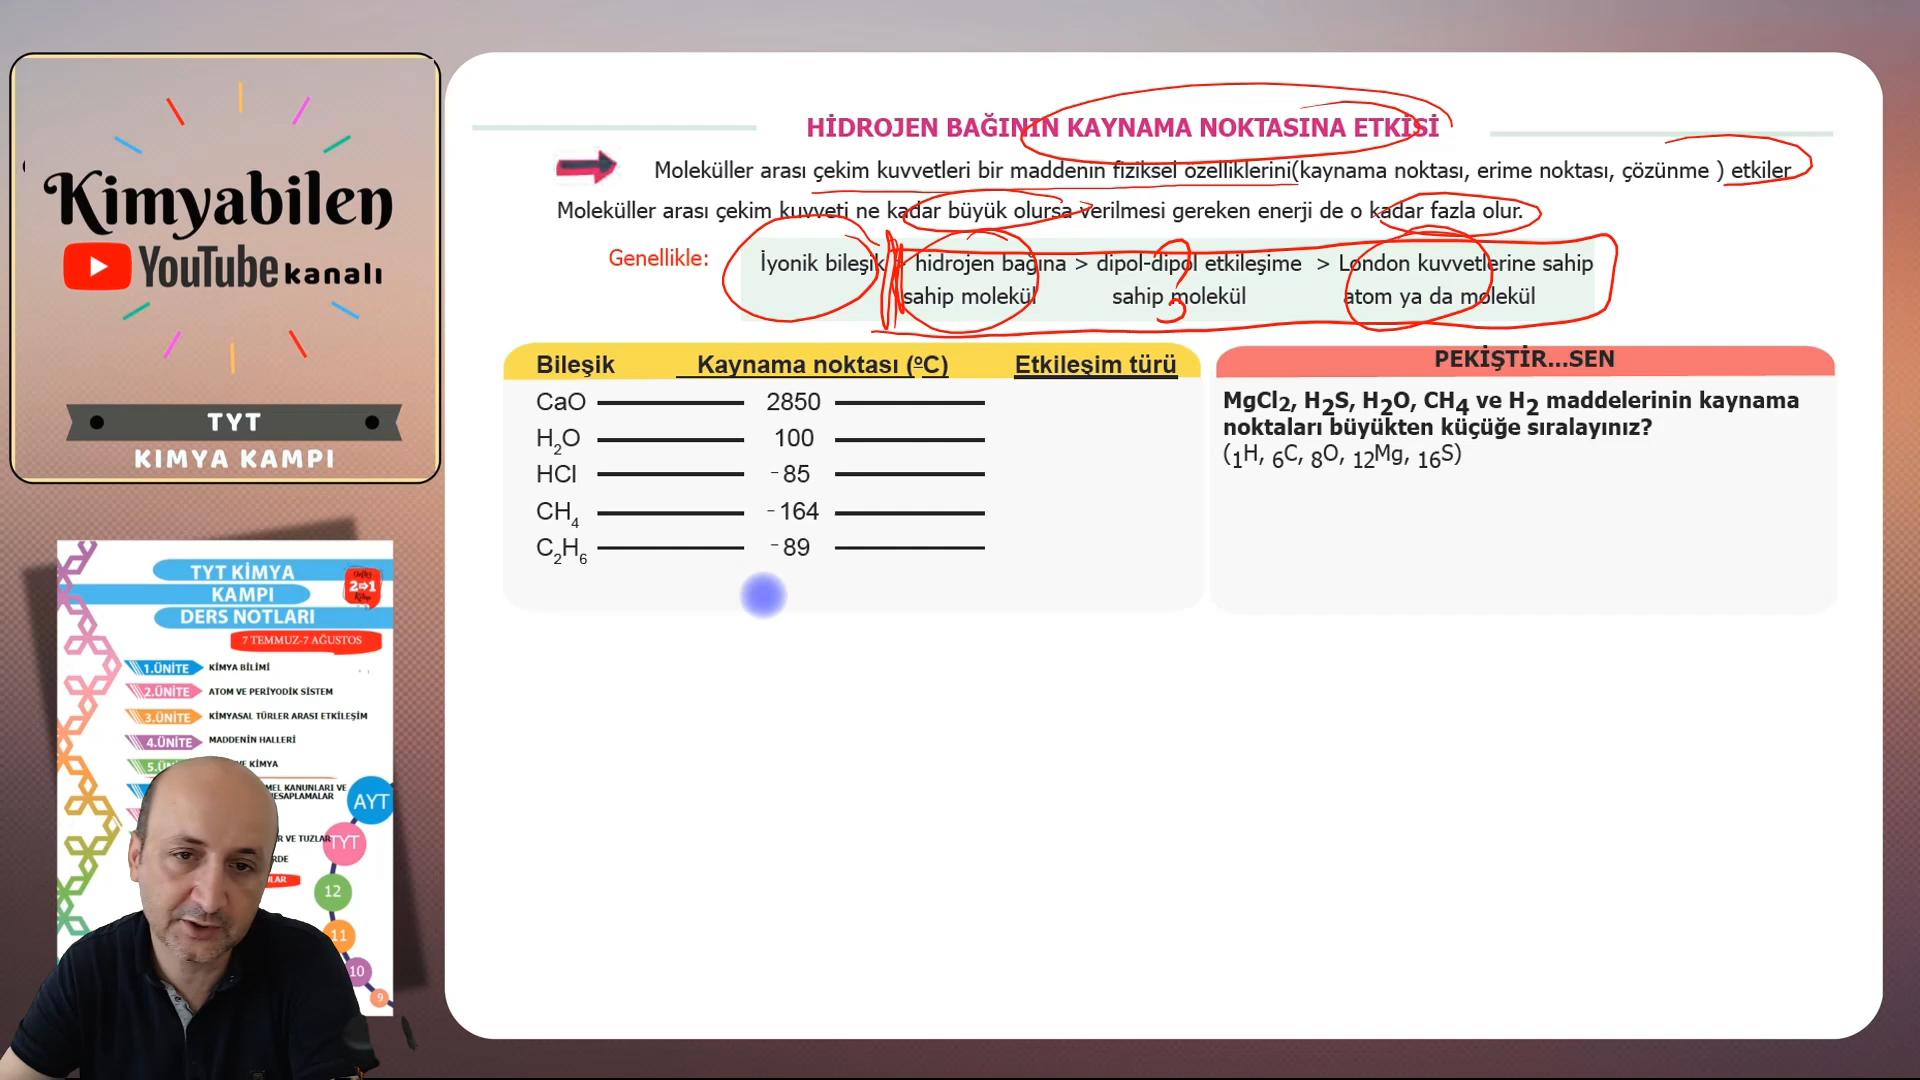 Kimyabilen
YouTube kanalı
TYT
KIMYA KAMPI
TYT KİMYA
KAMPI
DERS NOTLARI
2⇨1
7 TEMMUZ-7 AĞUSTOS
1.ÜNİTE KİMYA BİLİMİ
2.ÜNİTE ATOM VE PERİYODİK SİSTEM
3.ÜNİTE KİMYASAL TÜRLER ARASI ETKİLEŞİM
4.ÜNİTE MADDENİN HALLERİ
KİMYA
AYT
TYT
12
11
10
9
HİDROJEN BAĞININ KAYNAMA NOKTASINA ETKİSİ
Moleküller arası çekim kuvvetleri bir maddenin fiziksel özelliklerini(kaynama noktası, erime noktası, çözünme ) etkiler
Moleküller arası çekim kuvveti ne kadar büyük olursa verilmesi gereken enerji de o kadar fazla olur.
Genellikle: İyonik bileşik > hidrojen bağına > dipol-dipol etkileşime > London kuvvetlerine sahip
sahip molekül sahip molekül atom ya da molekül
Bileşik Kaynama noktası (ºC) Etkileşim türü
CaO 2850
H₂O 100
HCl -85
CH₄ -164
C₂H₆ -89
PEKİŞTİR...SEN
MgCl₂, H₂S, H₂O, CH₄ ve H₂ maddelerinin kaynama
noktaları büyükten küçüğe sıralayınız?
(₁H, ₆C, ₈O, ₁₂Mg, ₁₆S)